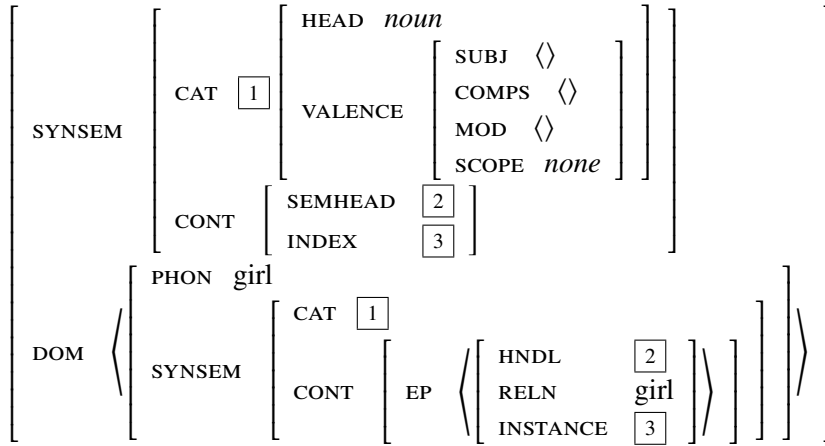 HEAD noun
SUBJ ⟨⟩
CAT 1
COMPS ⟨⟩
VALENCE
MOD ⟨⟩
SYNSEM
SCOPE none
SEMHEAD 2
CONT
INDEX 3
PHON girl
CAT 1
DOM
HNDL 2
SYNSEM
CONT EP RELN girl
INSTANCE 3